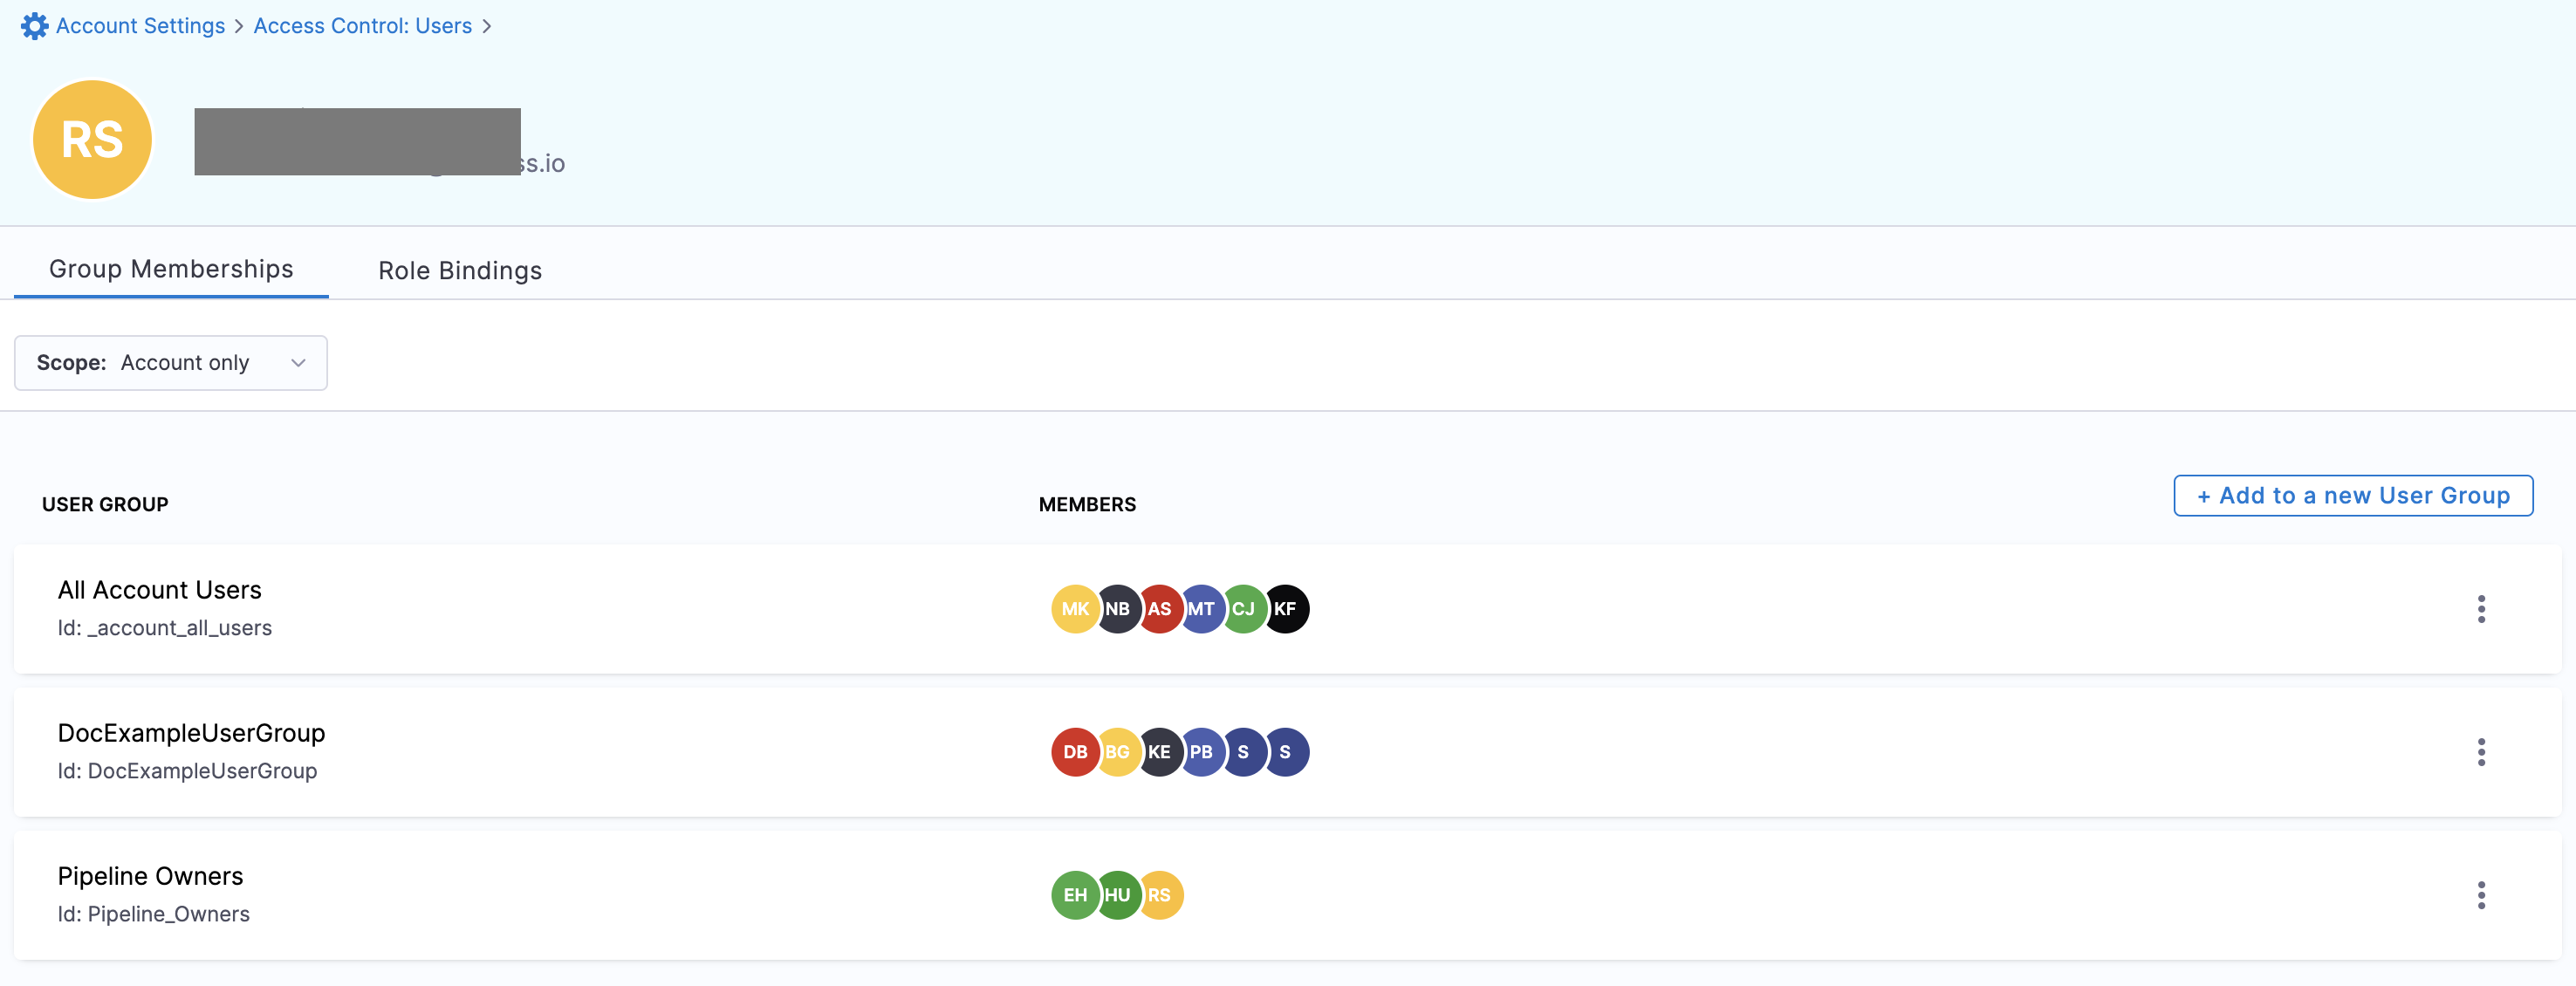 Account Settings > Access Control: Users >
RS
ss.io
Group Memberships
Role Bindings
Scope: Account only
USER GROUP
MEMBERS
+ Add to a new User Group
All Account Users
Id: _account_all_users
MK NB AS MT CJ KF
DocExampleUserGroup
Id: DocExampleUserGroup
DB BG KE PB S S
Pipeline Owners
Id: Pipeline_Owners
EH HU RS